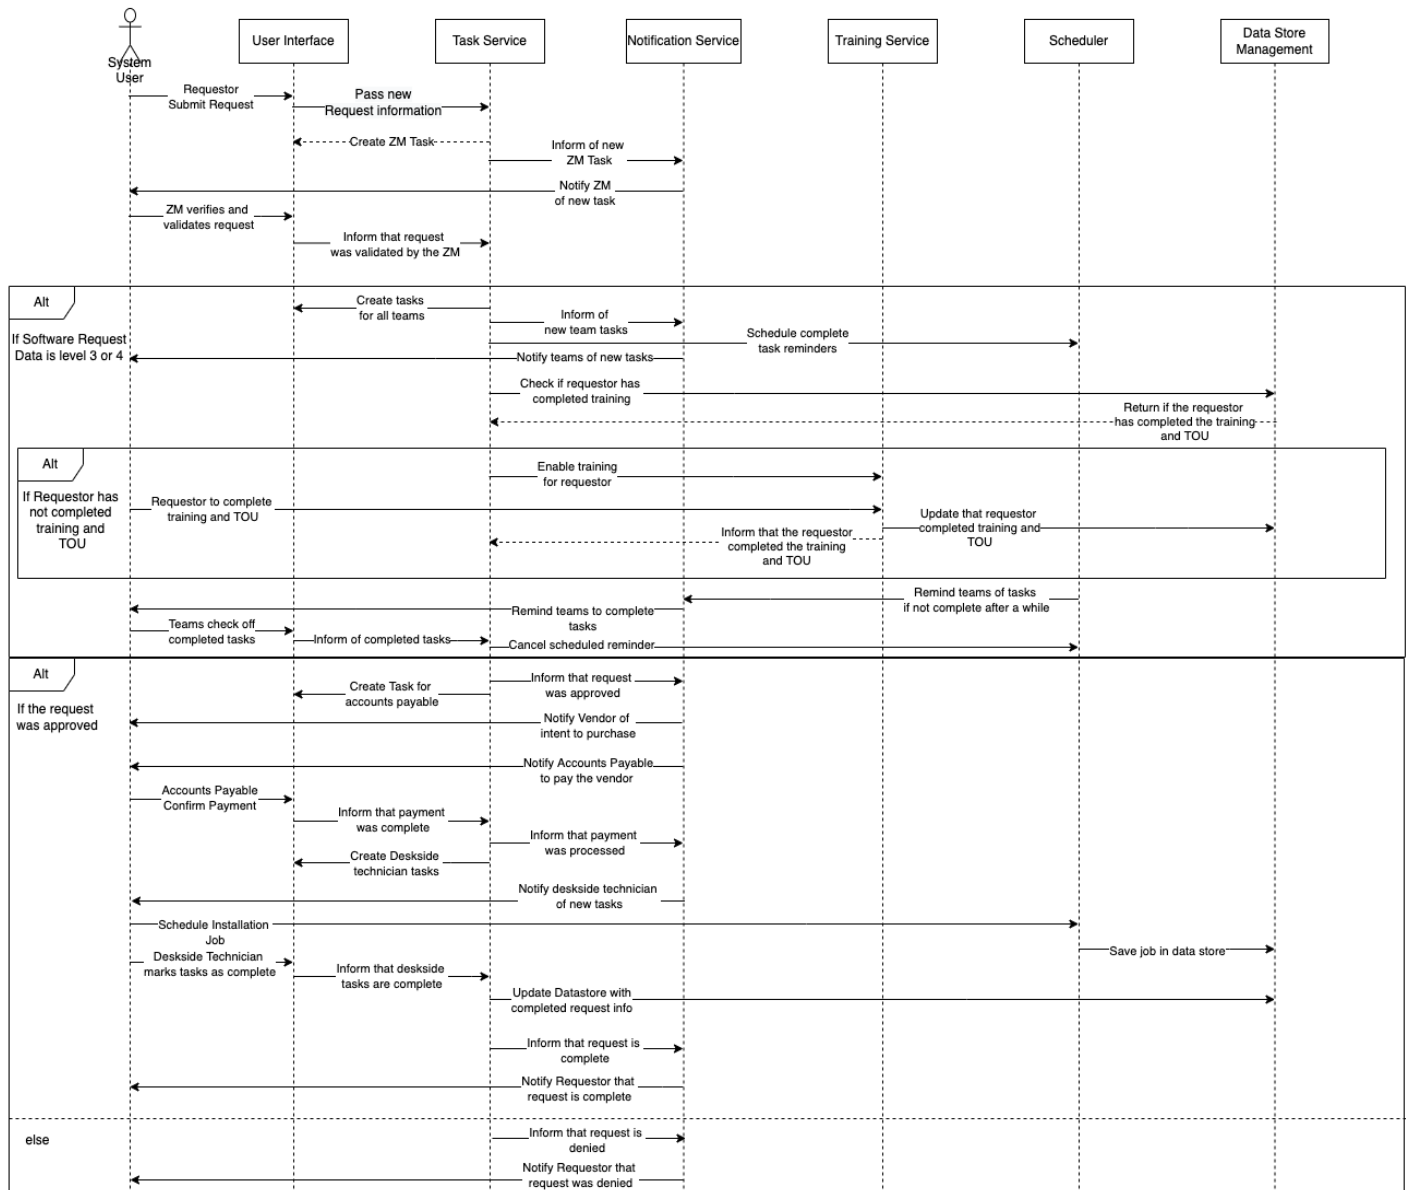 System
User
User Interface
Task Service
Notification Service
Training Service
Scheduler
Data Store
Management
Requestor
Submit Request
Pass new
Request information
Create ZM Task
Inform of new
ZM Task
Notify ZM
of new task
ZM verifies and
validates request
Inform that request
was validated by the ZM
Alt
If Software Request
Data is level 3 or 4
Create tasks
for all teams
Inform of
new team tasks
Schedule complete
task reminders
Notify teams of new tasks
Check if requestor has
completed training
Return if the requestor
has completed the training
and TOU
Alt
If Requestor has
not completed
training and
TOU
Enable training
for requestor
Requestor to complete
training and TOU
Update that requestor
completed training and
TOU
Inform that the requestor
completed the training
and TOU
Remind teams of tasks
if not complete after a while
Remind teams to complete
tasks
Teams check off
completed tasks
Inform of completed tasks
Cancel scheduled reminder
Alt
If the request
was approved
Inform that request
was approved
Create Task for
accounts payable
Notify Vendor of
intent to purchase
Notify Accounts Payable
to pay the vendor
Accounts Payable
Confirm Payment
Inform that payment
was complete
Inform that payment
was processed
Create Deskside
technician tasks
Notify deskside technician
of new tasks
Schedule Installation
Job
Save job in data store
Deskside Technician
marks tasks as complete
Inform that deskside
tasks are complete
Update Datastore with
completed request info
Inform that request is
complete
Notify Requestor that
request is complete
else
Inform that request is
denied
Notify Requestor that
request was denied